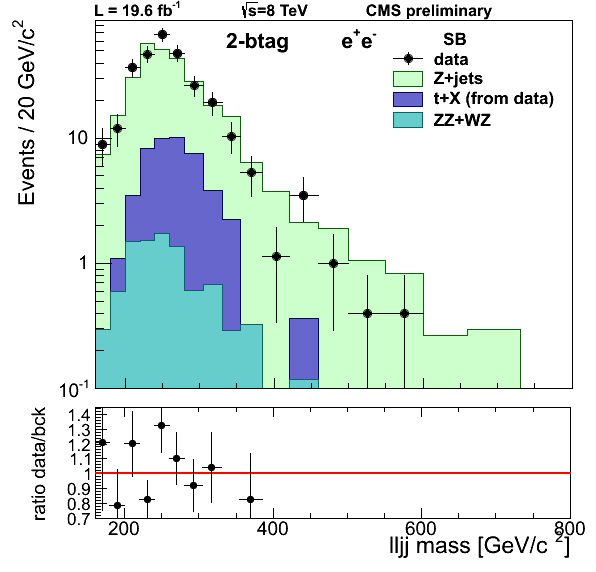 L = 19.6 fb⁻¹ √s=8 TeV CMS preliminary
2-btag e⁺e⁻ SB
data
Z+jets
t+X (from data)
ZZ+WZ
Events / 20 GeV/c²
10
1
10⁻¹
ratio data/bck
1.4
1.3
1.2
1.1
1
0.9
0.8
0.7
200 400 600 800
lljj mass [GeV/c ²]